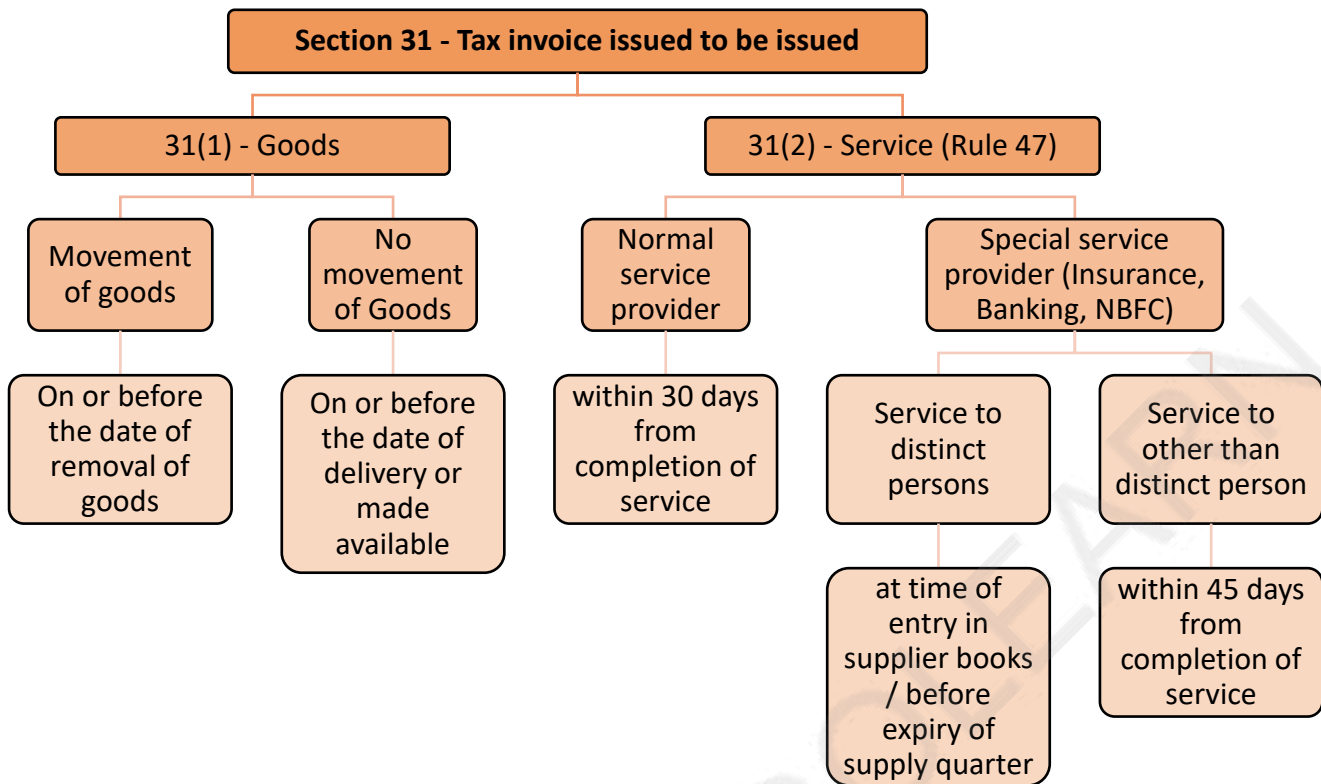 Section 31 - Tax invoice issued to be issued
31(1) - Goods
31(2) - Service (Rule 47)
Movement
of goods
No
movement
of Goods
Normal
service
provider
Special service
provider (Insurance,
Banking, NBFC)
On or before
the date of
removal of
goods
On or before
the date of
delivery or
made
available
within 30 days
from
completion of
service
Service to
distinct
persons
Service to
other than
distinct person
at time of
entry in
supplier books
/ before
expiry of
supply quarter
within 45 days
from
completion of
service